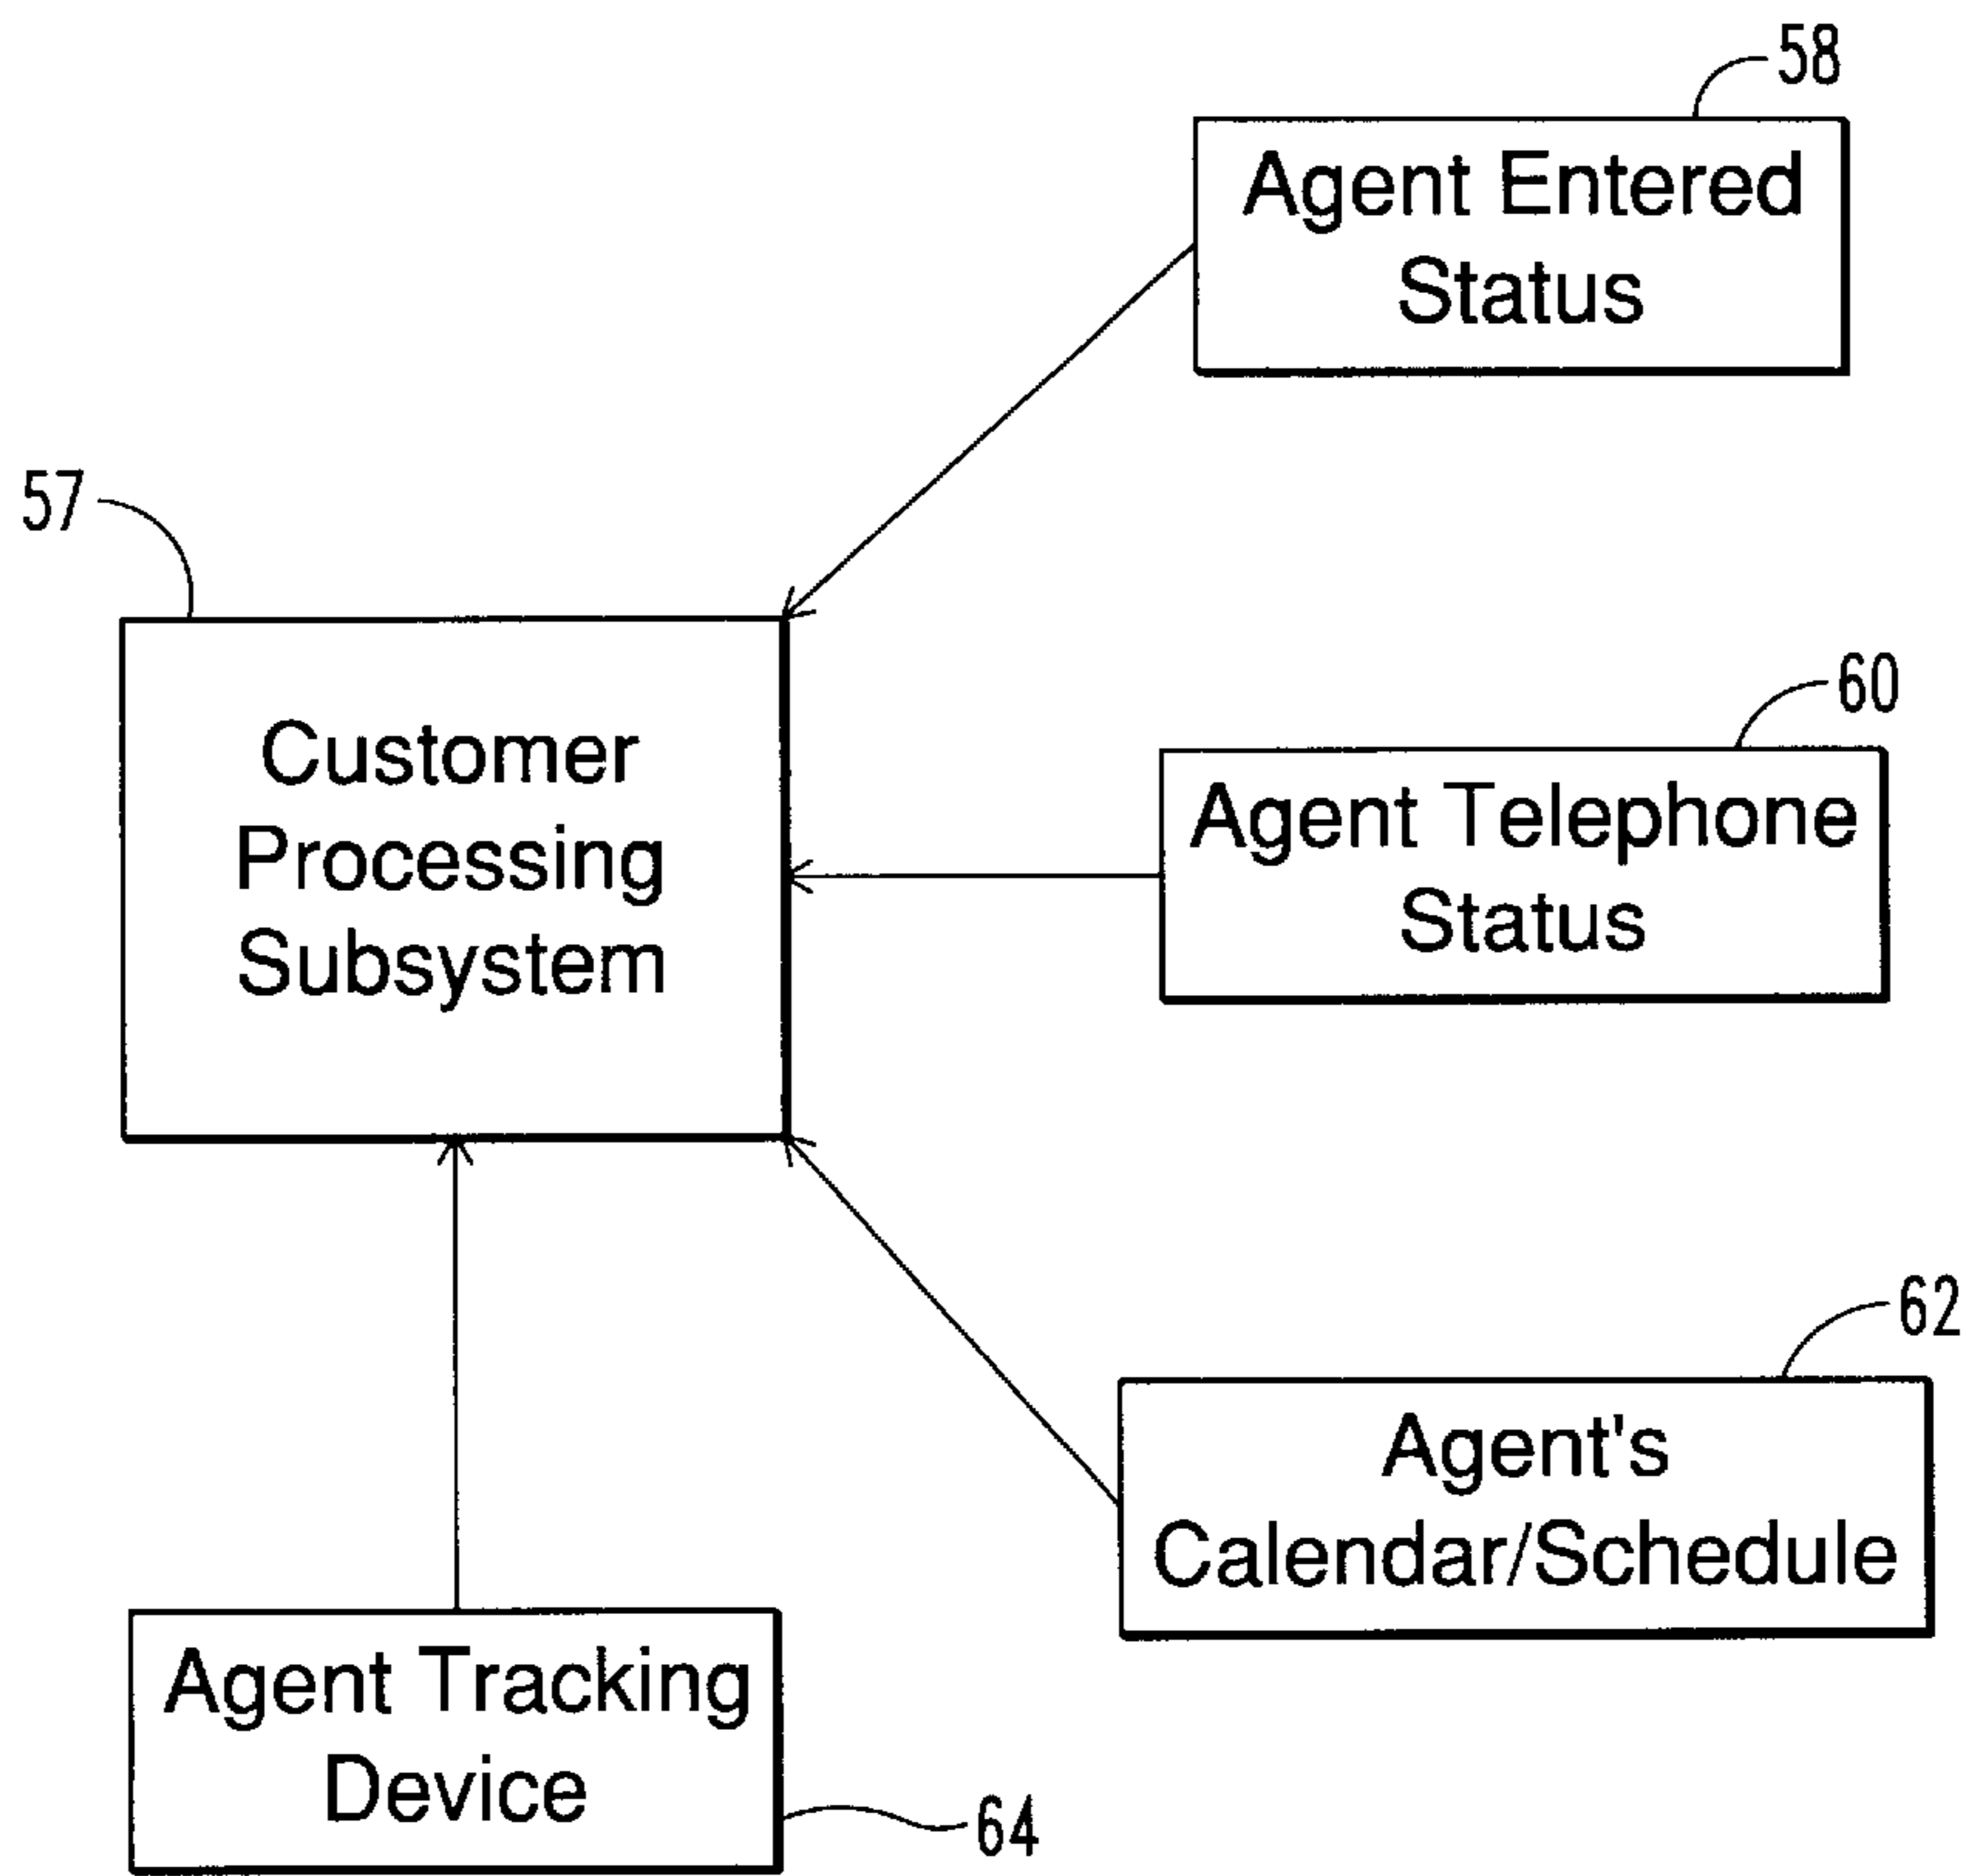 58
Agent Entered
Status
57
Customer
Processing
Subsystem
60
Agent Telephone
Status
62
Agent's
Calendar/Schedule
Agent Tracking
Device
64